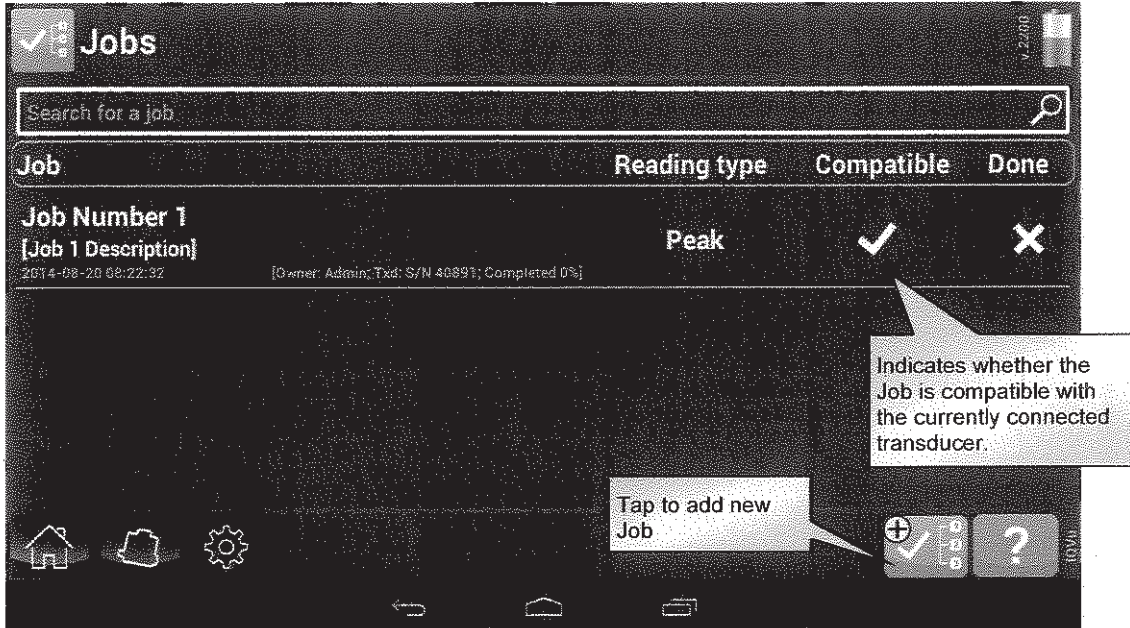 Jobs
Search for a job
Job Reading type Compatible Done
Job Number 1
[Job 1 Description]
Peak
2014-08-20 08:22:32 [Owner: Admin; Txd: S/N 40891; Completed 0%]
Indicates whether the
Job is compatible with
the currently connected
transducer.
Tap to add new
Job
?